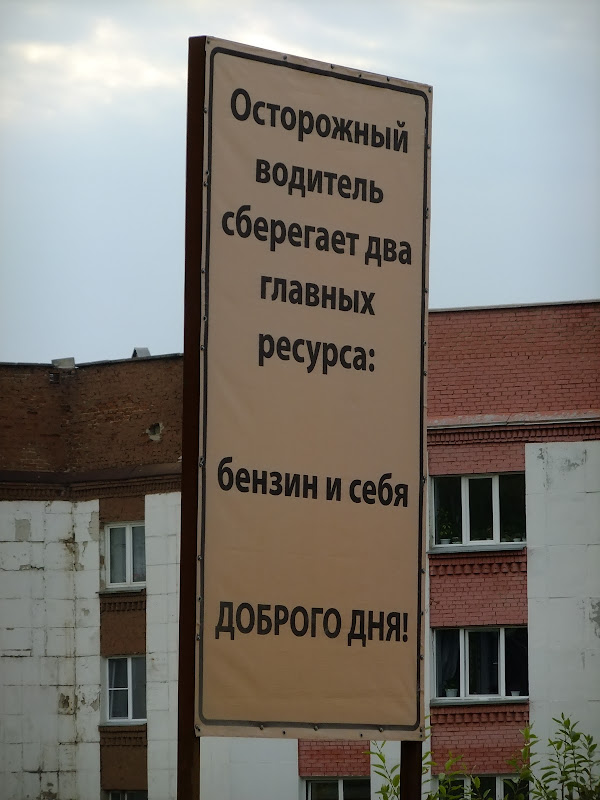 Осторожный
водитель
сберегает два
главных
ресурса:
бензин и себя
ДОБРОГО ДНЯ!